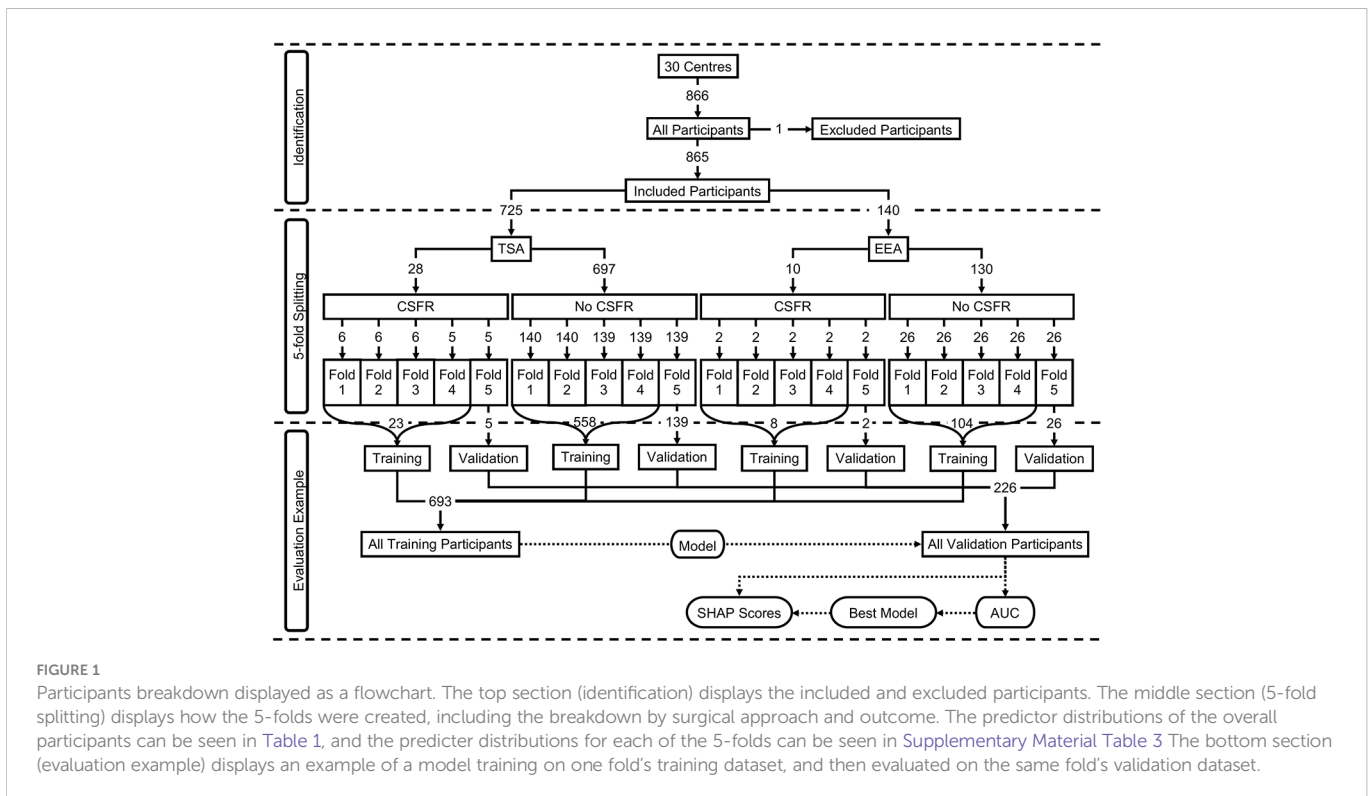 Identification
30 Centres
866
All Participants
1
Excluded Participants
865
Included Participants
725
140
5-fold Splitting
TSA
EEA
28
697
10
130
CSFR
No CSFR
CSFR
No CSFR
6 6 6 5 5 140 140 139 139 139 2 2 2 2 2 26 26 26 26 26
Fold 1 Fold 2 Fold 3 Fold 4 Fold 5 Fold 1 Fold 2 Fold 3 Fold 4 Fold 5 Fold 1 Fold 2 Fold 3 Fold 4 Fold 5 Fold 1 Fold 2 Fold 3 Fold 4 Fold 5
23 5 558 139 8 2 104 26
Evaluation Example
Training Validation Training Validation Training Validation Training Validation
693
226
All Training Participants
Model
All Validation Participants
SHAP Scores
Best Model
AUC
FIGURE 1
Participants breakdown displayed as a flowchart. The top section (identification) displays the included and excluded participants. The middle section (5-fold
splitting) displays how the 5-folds were created, including the breakdown by surgical approach and outcome. The predictor distributions of the overall
participants can be seen in Table 1, and the predicter distributions for each of the 5-folds can be seen in Supplementary Material Table 3 The bottom section
(evaluation example) displays an example of a model training on one fold's training dataset, and then evaluated on the same fold's validation dataset.